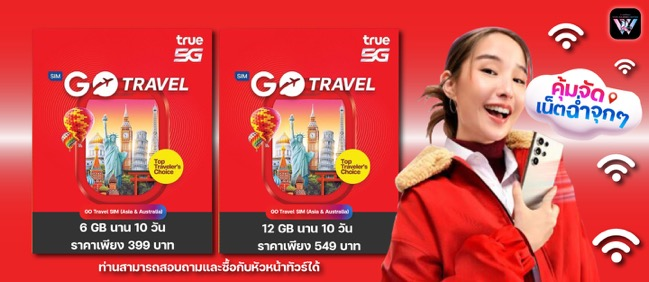 true
5G
SIM
GO TRAVEL
Top
Traveler's
Choice
GO Travel SIM (Asia & Australia)
6 GB นาน 10 วัน
ราคาเพียง 399 บาท
true
5G
SIM
GO TRAVEL
Top
Traveler's
Choice
GO Travel SIM (Asia & Australia)
12 GB นาน 10 วัน
ราคาเพียง 549 บาท
คุ้มจัด
เน็ตฉ่ำจุกๆ
ท่านสามารถสอบถามและซื้อกับหัวหน้าทัวร์ได้